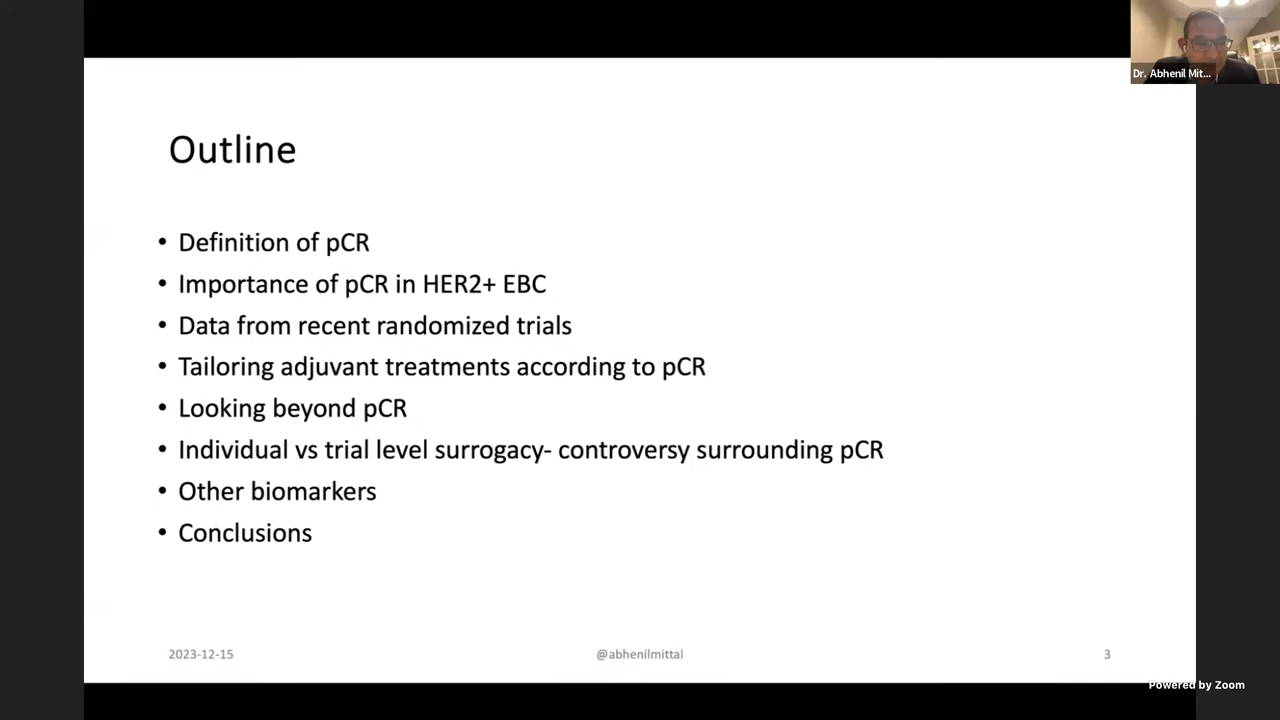 Dr. Abhenil Mit...
Outline
• Definition of pCR
• Importance of pCR in HER2+ EBC
• Data from recent randomized trials
• Tailoring adjuvant treatments according to pCR
• Looking beyond pCR
• Individual vs trial level surrogacy- controversy surrounding pCR
• Other biomarkers
• Conclusions
2023-12-15
@abhenilmittal
3
Powered by Zoom